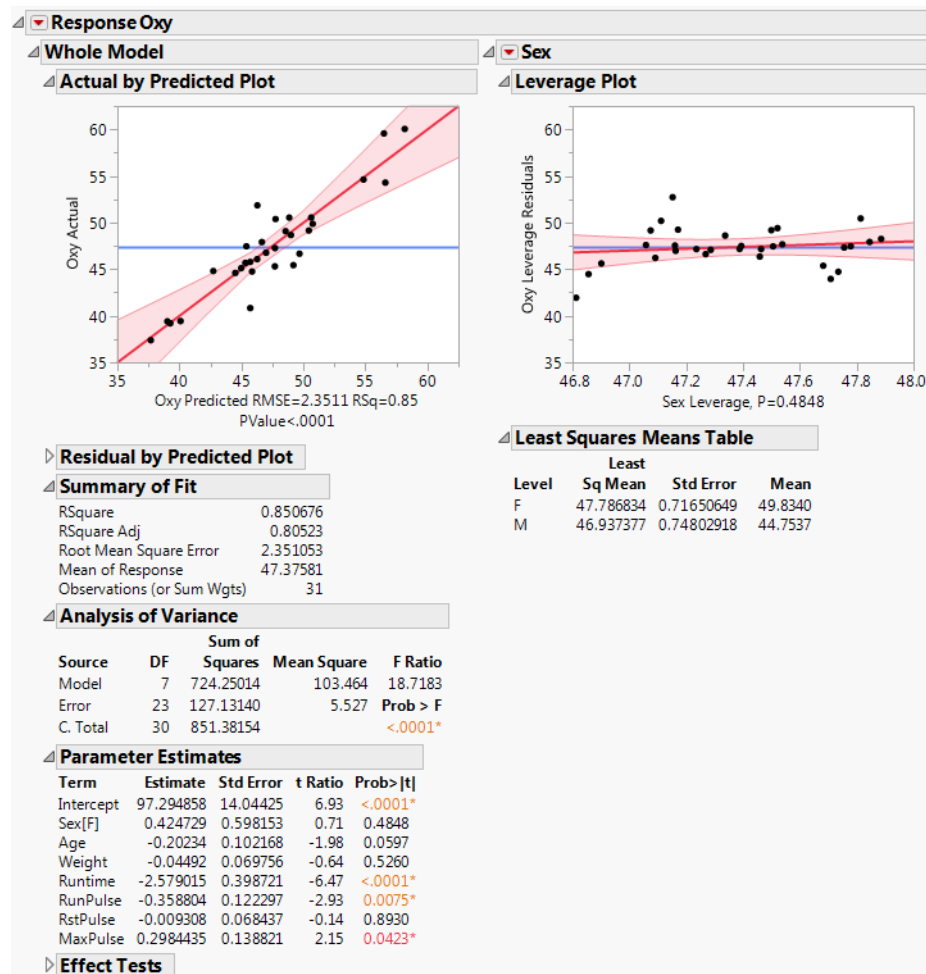 Response Oxy
Whole Model
Actual by Predicted Plot
60
55
50
45
40
35
Oxy Actual
35 40 45 50 55 60
Oxy Predicted RMSE=2.3511 RSq=0.85
PValue<.0001
Residual by Predicted Plot
Summary of Fit
RSquare 0.850676
RSquare Adj 0.80523
Root Mean Square Error 2.351053
Mean of Response 47.37581
Observations (or Sum Wgts) 31
Analysis of Variance
Sum of
Source DF Squares Mean Square F Ratio
Model 7 724.25014 103.464 18.7183
Error 23 127.13140 5.527 Prob > F
C. Total 30 851.38154 <.0001*
Parameter Estimates
Term Estimate Std Error t Ratio Prob>|t|
Intercept 97.294858 14.04425 6.93 <.0001*
Sex[F] 0.424729 0.598153 0.71 0.4848
Age -0.20234 0.102168 -1.98 0.0597
Weight -0.04492 0.069756 -0.64 0.5260
Runtime -2.579015 0.398721 -6.47 <.0001*
RunPulse -0.358804 0.122297 -2.93 0.0075*
RstPulse -0.009308 0.068437 -0.14 0.8930
MaxPulse 0.2984435 0.138821 2.15 0.0423*
Effect Tests
Sex
Leverage Plot
60
55
50
45
40
35
Oxy Leverage Residuals
46.8 47.0 47.2 47.4 47.6 47.8 48.0
Sex Leverage, P=0.4848
Least Squares Means Table
Least
Level Sq Mean Std Error Mean
F 47.786834 0.71650649 49.8340
M 46.937377 0.74802918 44.7537